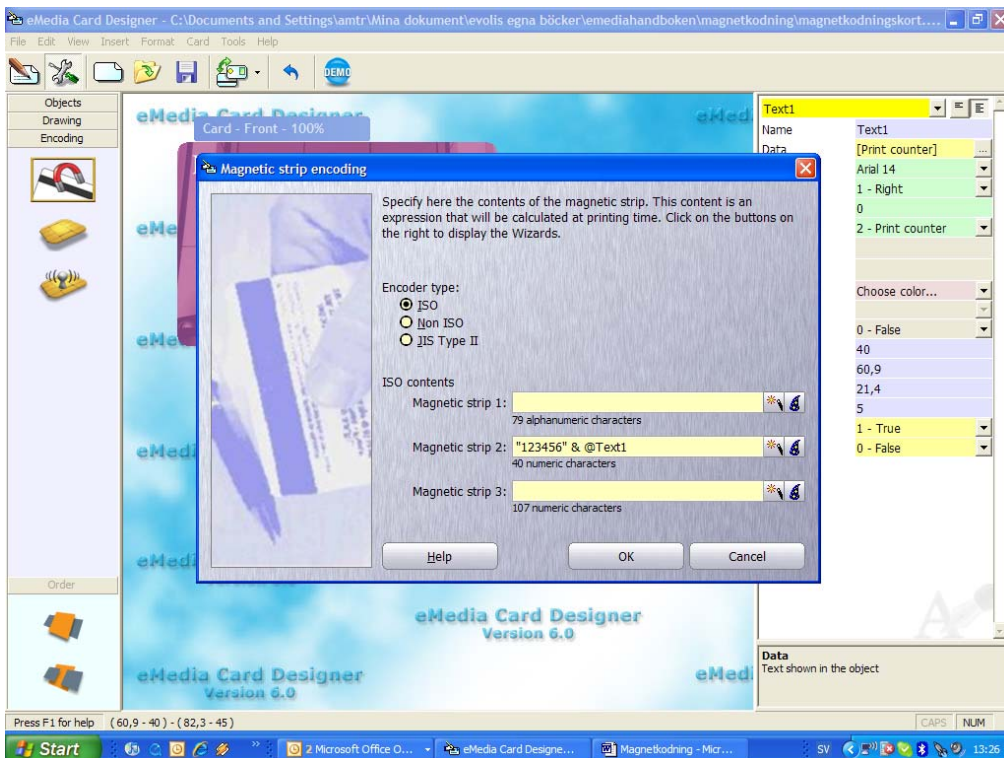 eMedia Card Designer - C:\Documents and Settings\amtr\Mina dokument\evolis egna böcker\emediahandboken\magnetkodning\magnetkodningskort....
File Edit View Insert Format Card Tools Help
DEMO
Objects
Drawing
Encoding
Order
eMedia Card Designer
eMed
Card - Front - 100%
Magnetic strip encoding
Specify here the contents of the magnetic strip. This content is an
expression that will be calculated at printing time. Click on the buttons on
the right to display the Wizards.
Encoder type:
ISO
Non ISO
JIS Type II
ISO contents
Magnetic strip 1:
79 alphanumeric characters
Magnetic strip 2: "123456" & @Text1
40 numeric characters
Magnetic strip 3:
107 numeric characters
Help OK Cancel
eMe
eMe
eMedi
eMedi
eMedia Card Designer
Version 6.0
eMedia Card Designer
Version 6.0
eMed
Text1
Name Text1
Data [Print counter] ...
Arial 14
1 - Right
0
2 - Print counter
Choose color...
0 - False
40
60,9
21,4
5
1 - True
0 - False
Data
Text shown in the object
Press F1 for help (60,9 - 40) - (82,3 - 45) CAPS NUM
Start 2 Microsoft Office O... eMedia Card Designe... Magnetkodning - Micr... SV 13:26